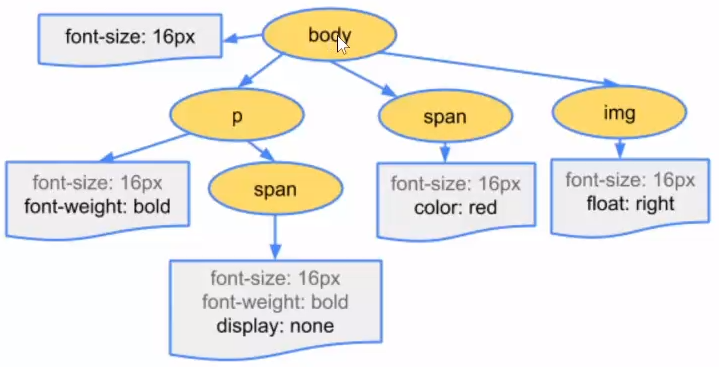 font-size: 16px
body
p
span
img
font-size: 16px
font-weight: bold
span
font-size: 16px
color: red
font-size: 16px
float: right
font-size: 16px
font-weight: bold
display: none